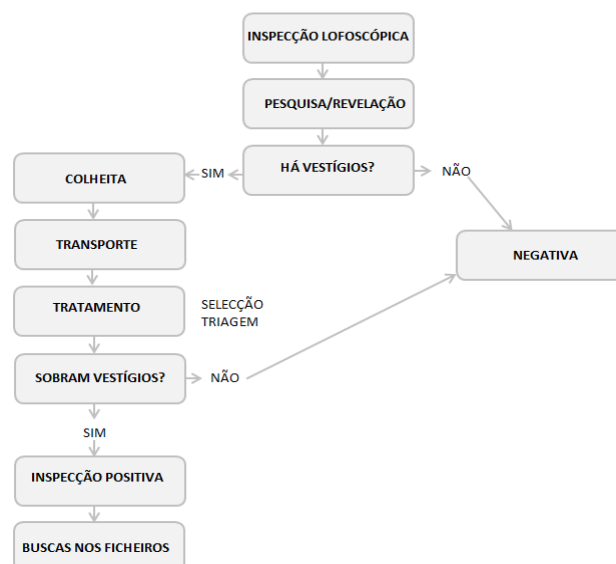 INSPECÇÃO LOFOSCÓPICA
PESQUISA/REVELAÇÃO
HÁ VESTÍGIOS?
SIM
NÃO
COLHEITA
TRANSPORTE
NEGATIVA
TRATAMENTO
SELECÇÃO
TRIAGEM
SOBRAM VESTÍGIOS?
NÃO
SIM
INSPECÇÃO POSITIVA
BUSCAS NOS FICHEIROS